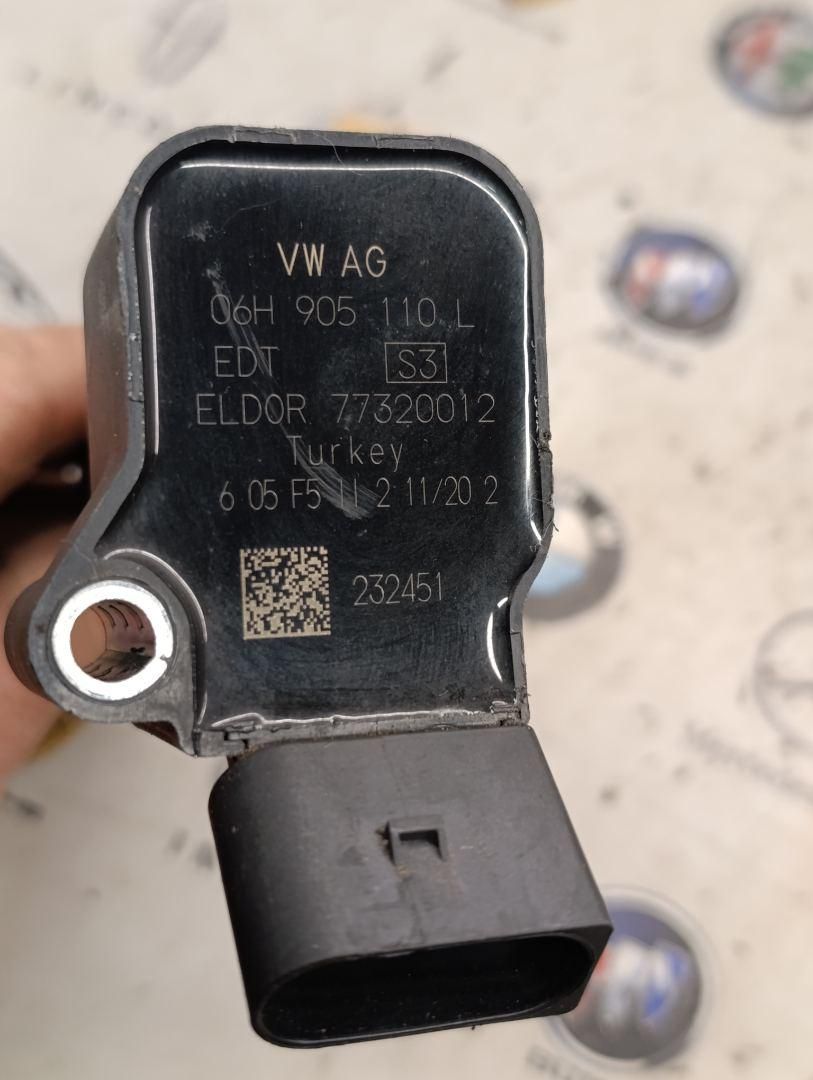 VW AG
06H 905 110 L
EDT S3
ELDOR 77320012
Turkey
6 05 F5 11 2 11/20 2
232451